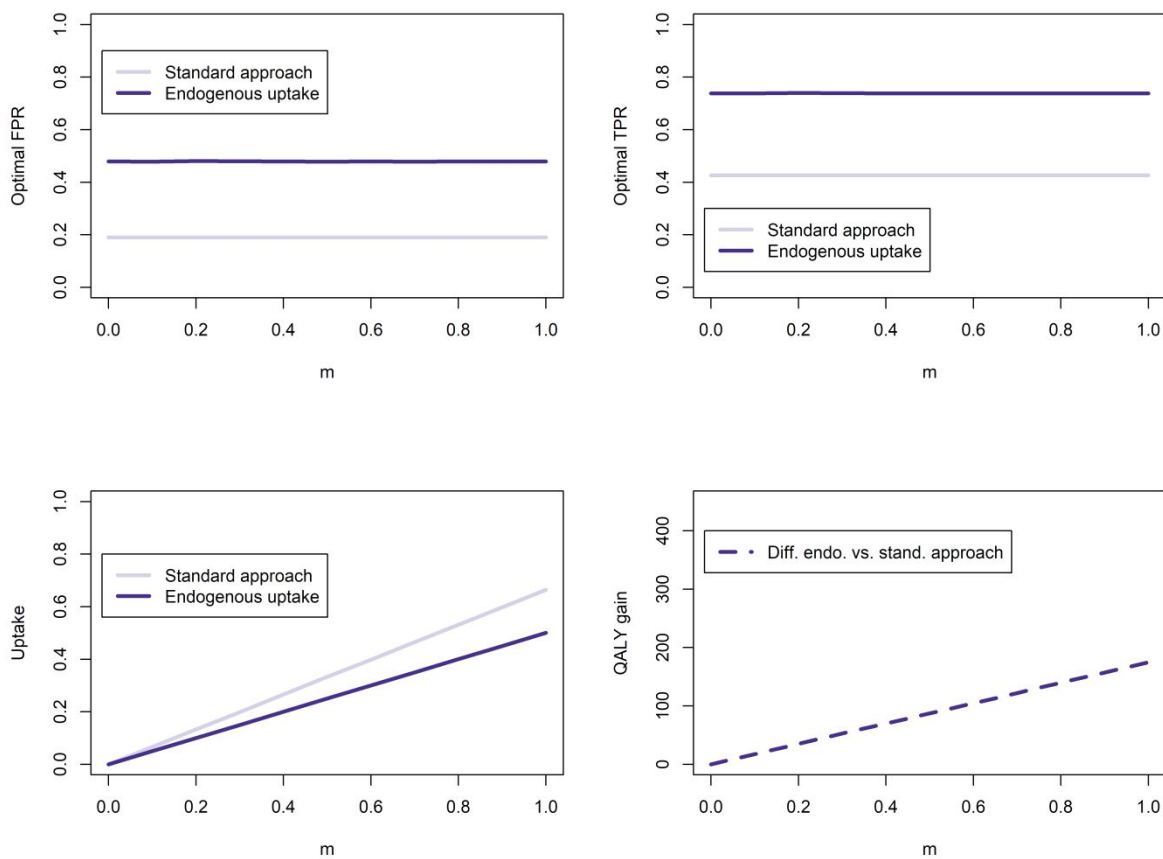 Optimal FPR
1.0
0.8
0.6
0.4
0.2
0.0
Standard approach
Endogenous uptake
0.0 0.2 0.4 0.6 0.8 1.0
m
Optimal TPR
1.0
0.8
0.6
0.4
0.2
0.0
Standard approach
Endogenous uptake
0.0 0.2 0.4 0.6 0.8 1.0
m
Uptake
1.0
0.8
0.6
0.4
0.2
0.0
Standard approach
Endogenous uptake
0.0 0.2 0.4 0.6 0.8 1.0
m
QALY gain
400
300
200
100
0
Diff. endo. vs. stand. approach
0.0 0.2 0.4 0.6 0.8 1.0
m